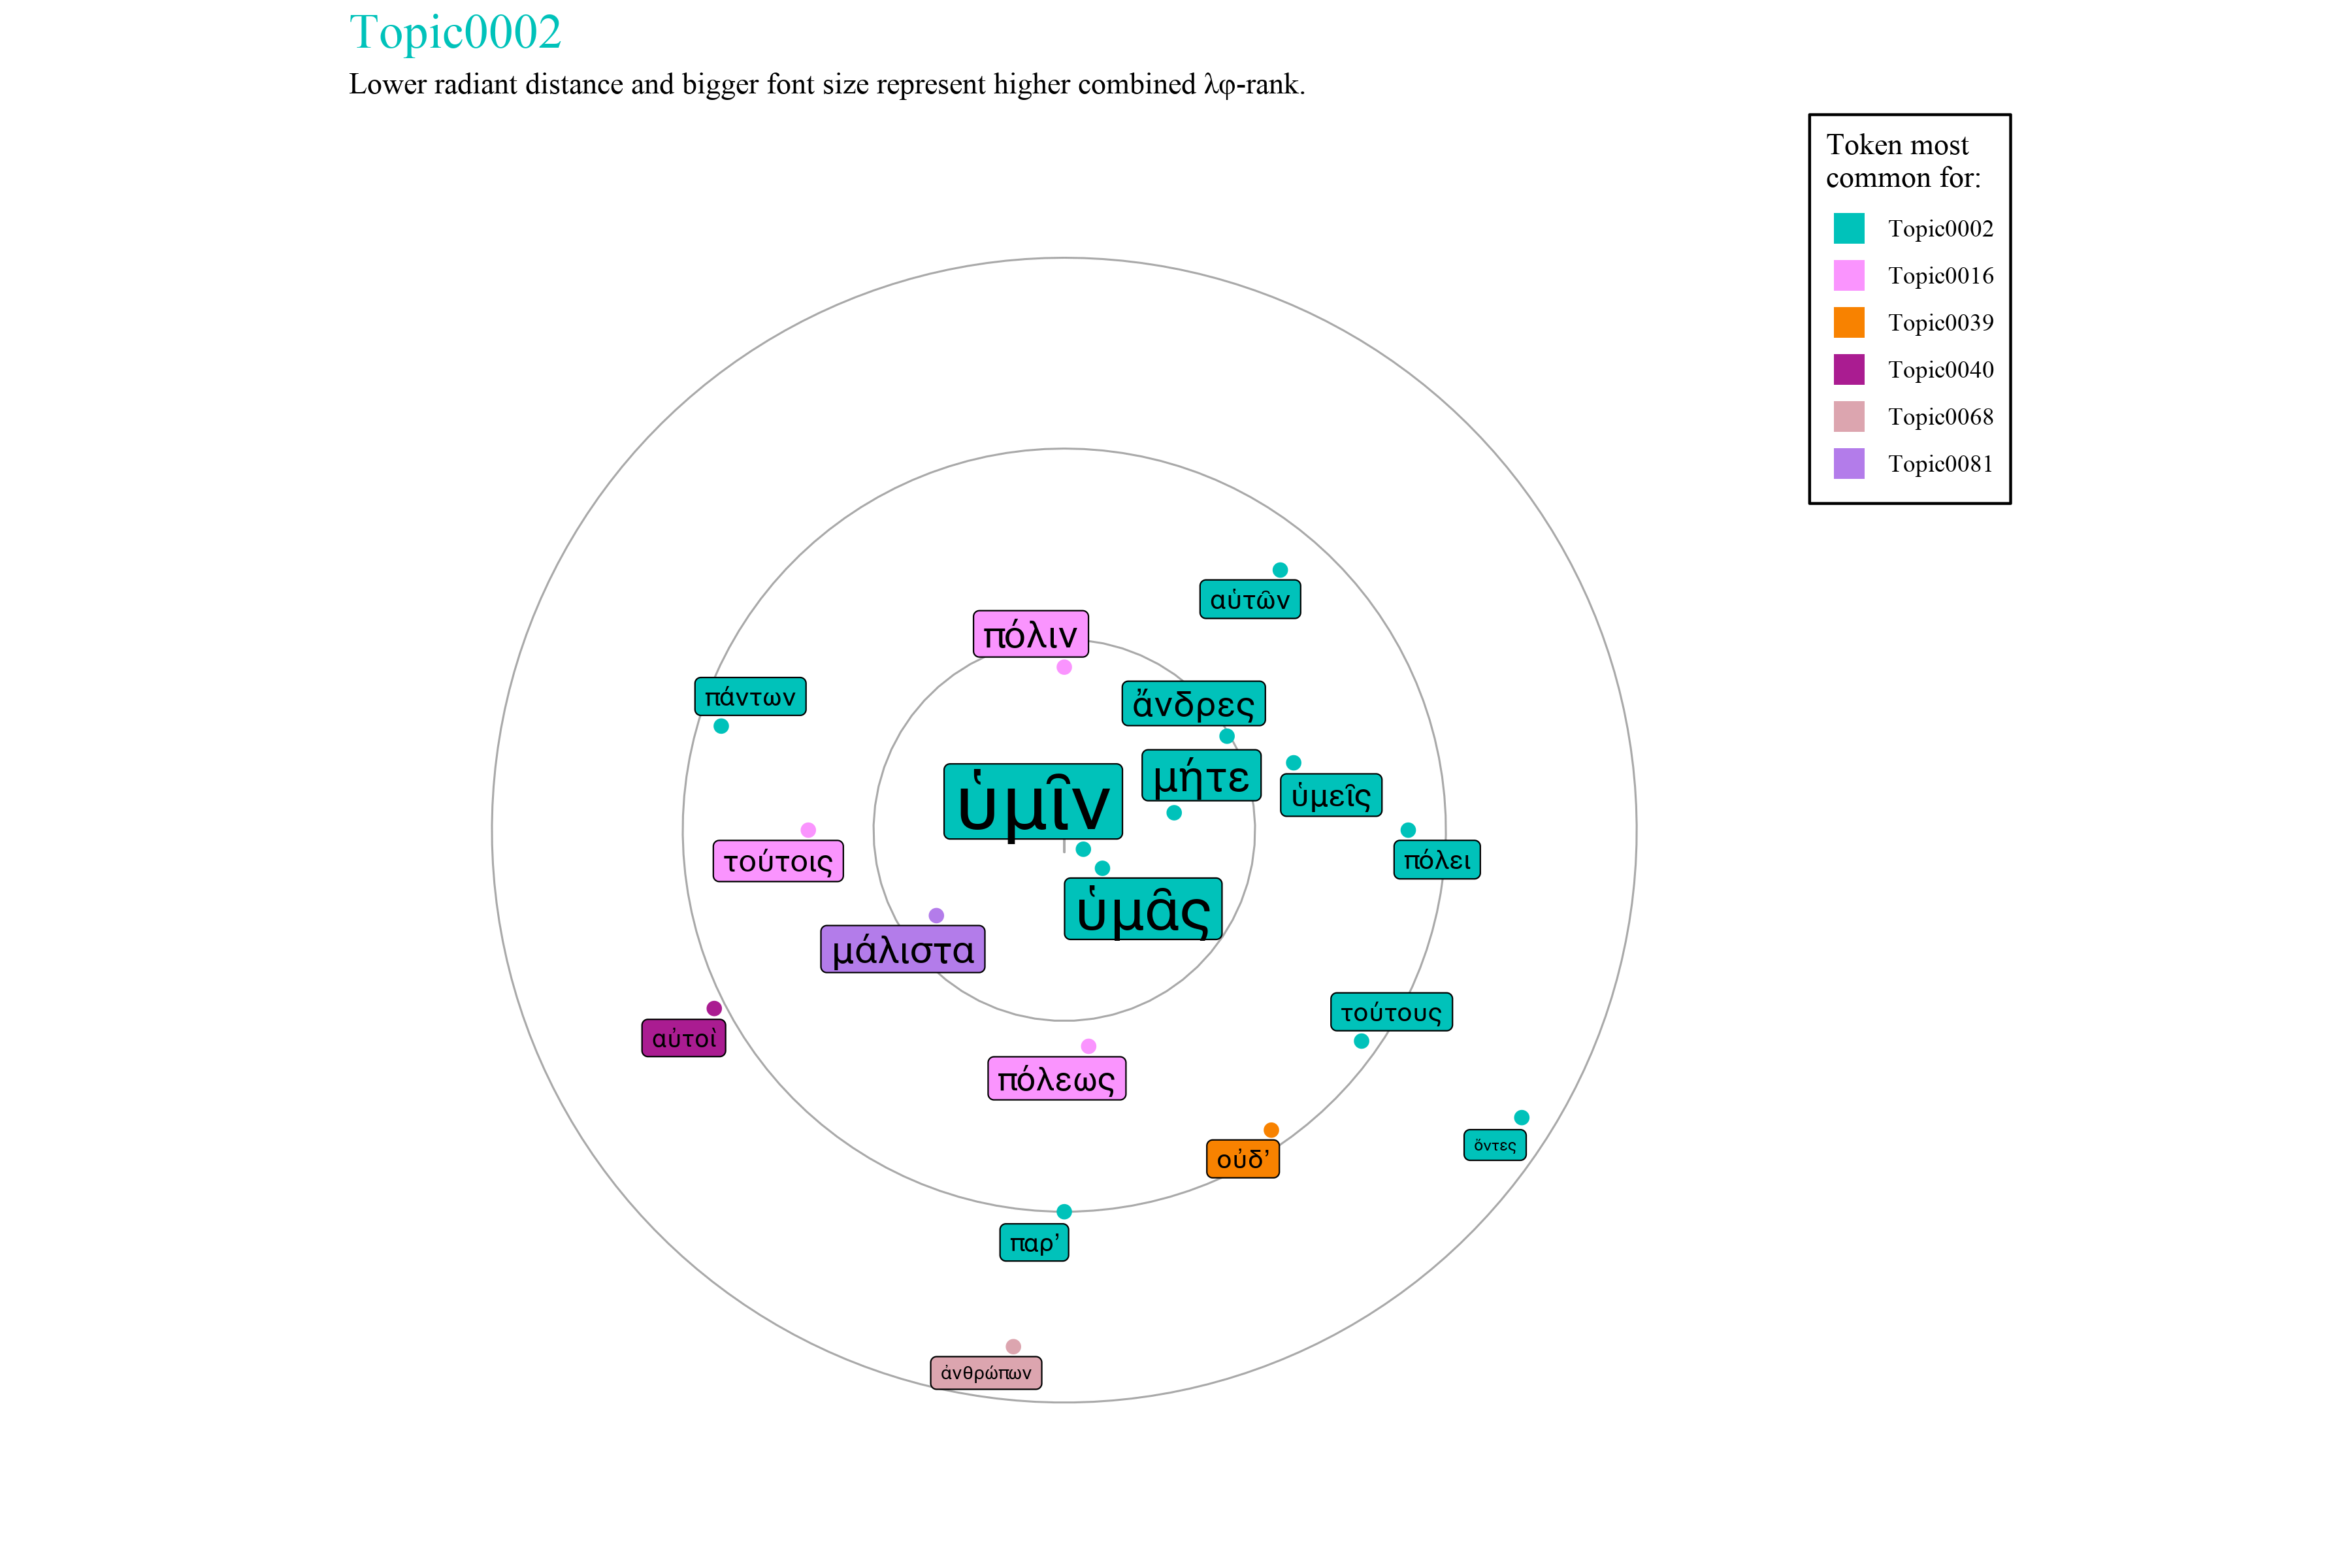 Topic0002
Lower radiant distance and bigger font size represent higher combined λφ-rank.
Token most
common for:
Topic0002
Topic0016
Topic0039
Topic0040
Topic0068
Topic0081
αὑτῶν
πόλιν
πάντων
ἄνδρες
μήτε
ὑμῖν
ὑμεῖς
τούτοις
πόλει
ὑμᾶς
μάλιστα
τούτους
αὐτοὶ
πόλεως
ὄντες
οὐδ’
παρ’
ἀνθρώπων